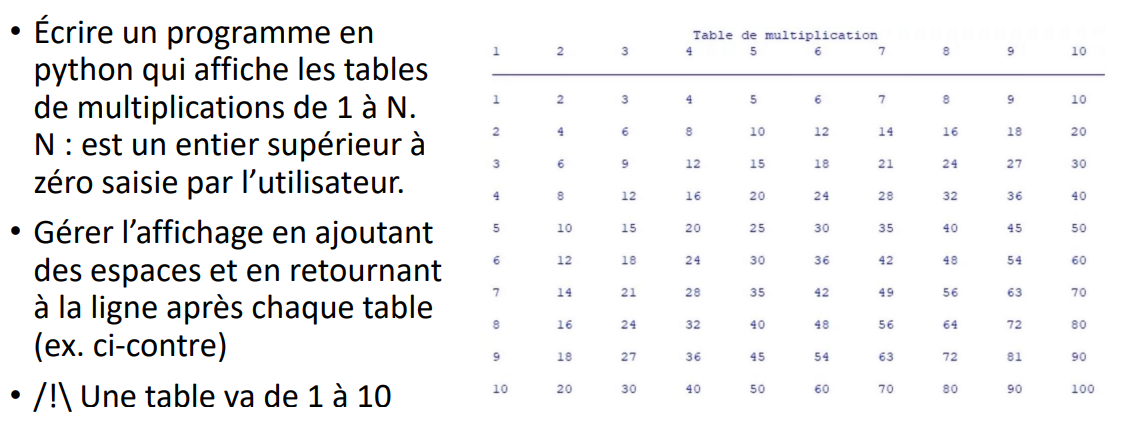 • Écrire un programme en
python qui affiche les tables
de multiplications de 1 à N.
N : est un entier supérieur à
zéro saisie par l’utilisateur.
• Gérer l’affichage en ajoutant
des espaces et en retournant
à la ligne après chaque table
(ex. ci-contre)
• /!\ Une table va de 1 à 10
Table de multiplication
1 2 3 4 5 6 7 8 9 10
1 2 3 4 5 6 7 8 9 10
2 4 6 8 10 12 14 16 18 20
3 6 9 12 15 18 21 24 27 30
4 8 12 16 20 24 28 32 36 40
5 10 15 20 25 30 35 40 45 50
6 12 18 24 30 36 42 48 54 60
7 14 21 28 35 42 49 56 63 70
8 16 24 32 40 48 56 64 72 80
9 18 27 36 45 54 63 72 81 90
10 20 30 40 50 60 70 80 90 100